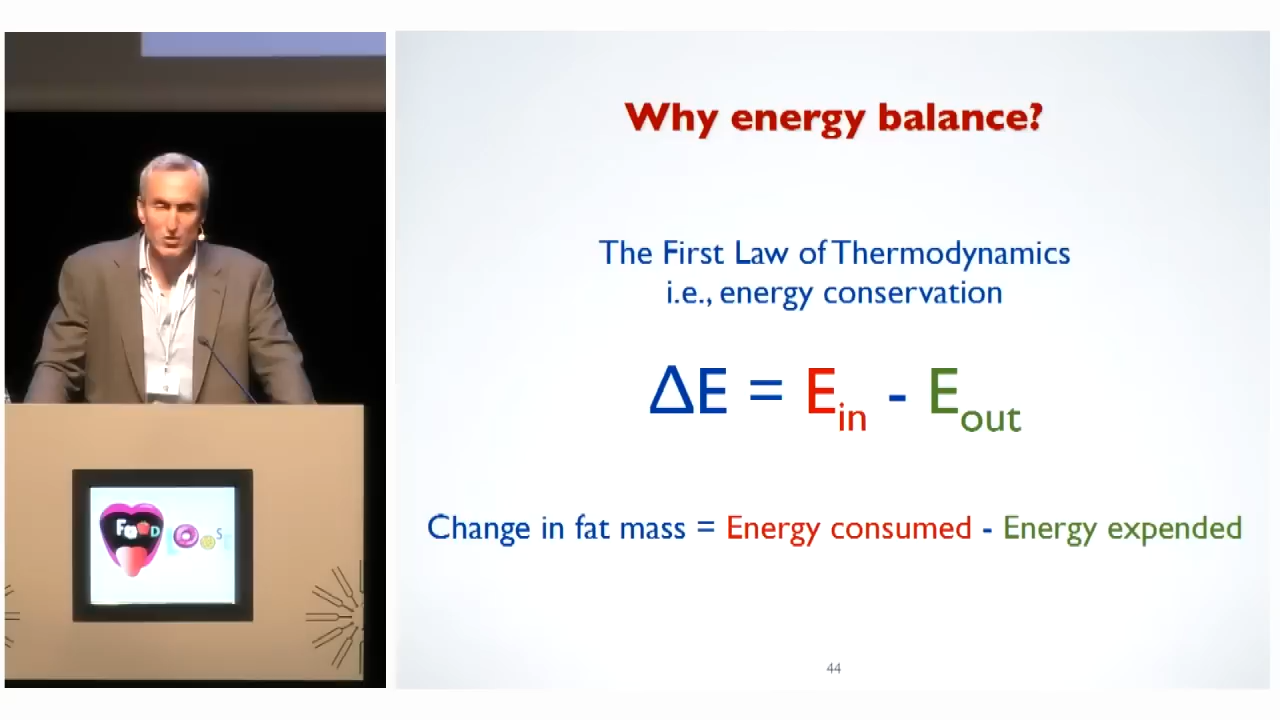 Why energy balance?
The First Law of Thermodynamics
i.e., energy conservation
ΔE = Ein - Eout
Change in fat mass = Energy consumed - Energy expended
44
FOOD